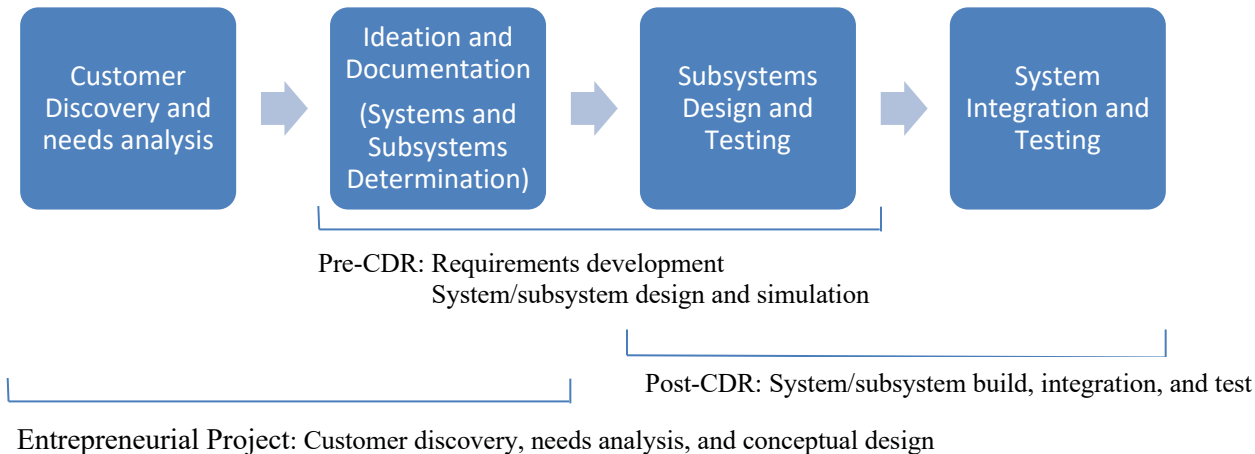 Customer
Discovery and
needs analysis
Ideation and
Documentation
(Systems and
Subsystems
Determination)
Subsystems
Design and
Testing
System
Integration and
Testing
Pre-CDR: Requirements development
System/subsystem design and simulation
Post-CDR: System/subsystem build, integration, and test
Entrepreneurial Project: Customer discovery, needs analysis, and conceptual design